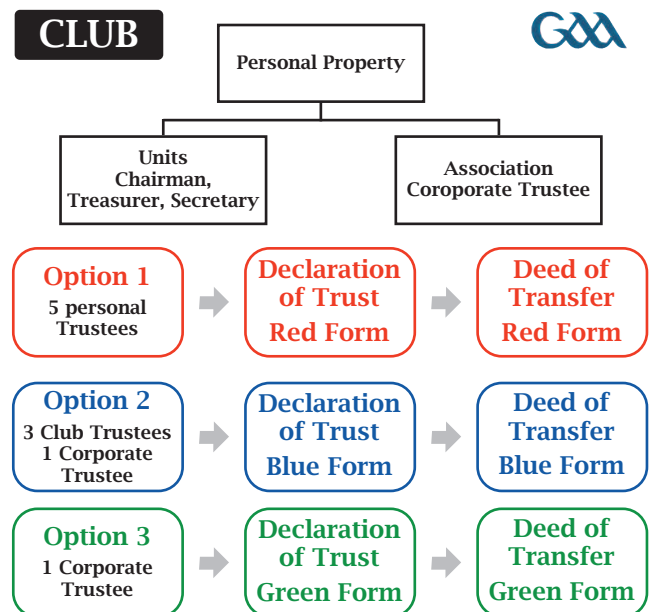 CLUB
GAA
Personal Property
Units
Chairman,
Treasurer, Secretary
Association
Coroporate Trustee
Option 1
5 personal
Trustees
Declaration
of Trust
Red Form
Deed of
Transfer
Red Form
Option 2
3 Club Trustees
1 Corporate
Trustee
Declaration
of Trust
Blue Form
Deed of
Transfer
Blue Form
Option 3
1 Corporate
Trustee
Declaration
of Trust
Green Form
Deed of
Transfer
Green Form